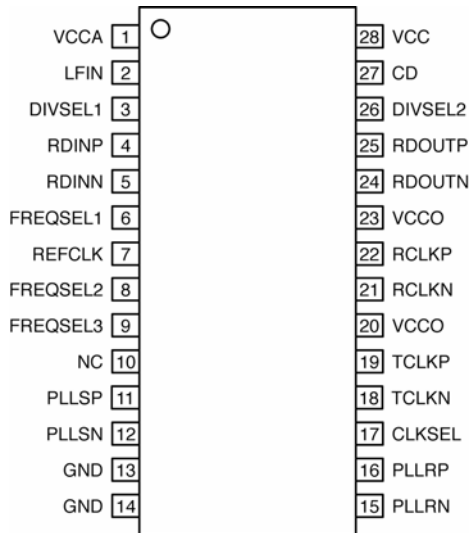 VCCA 1 28 VCC
LFIN 2 27 CD
DIVSEL1 3 26 DIVSEL2
RDINP 4 25 RDOUTP
RDINN 5 24 RDOUTN
FREQSEL1 6 23 VCCO
REFCLK 7 22 RCLKP
FREQSEL2 8 21 RCLKN
FREQSEL3 9 20 VCCO
NC 10 19 TCLKP
PLLSP 11 18 TCLKN
PLLSN 12 17 CLKSEL
GND 13 16 PLLRP
GND 14 15 PLLRN